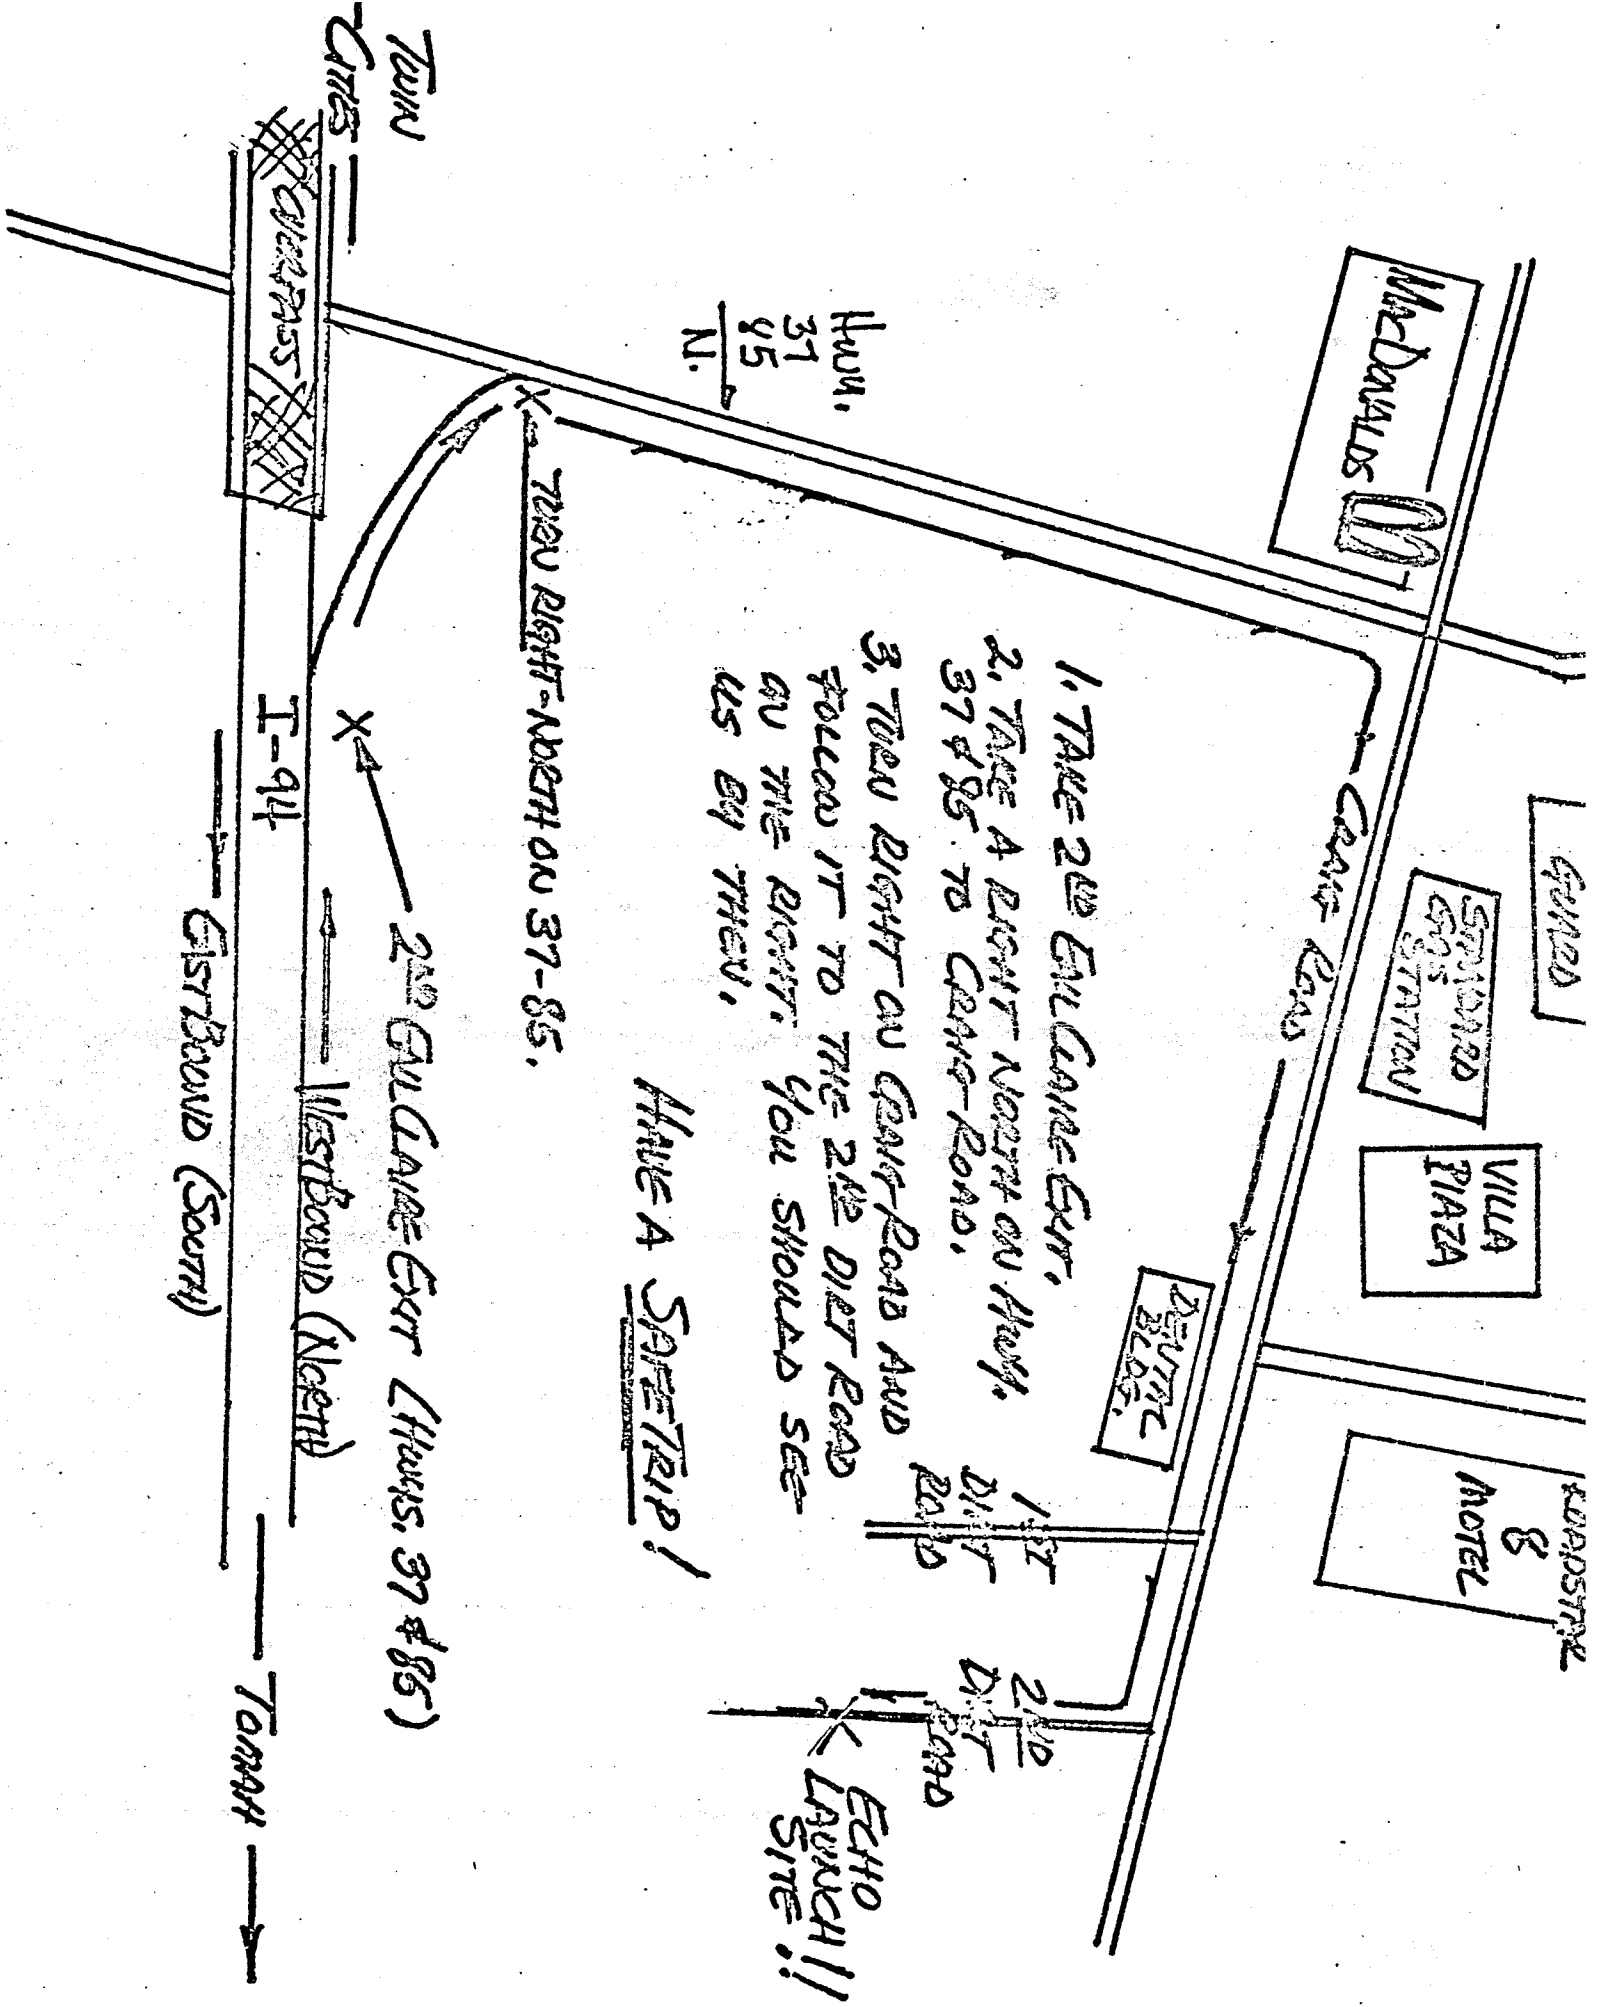 GUARD
ROADSTAR
8
MOTEL
VILLA
PIAZA
STANDARD
GAS
STATION
MACDONALDS
CRAIG ROAD
DENTAL
BLDG.
1. TAKE 2ND EAU CLAIRE EXIT.
2. TAKE A RIGHT NORTH ON HWY.
37 & 85 TO CRAIG ROAD.
3. TURN RIGHT ON CRAIG ROAD AND
FOLLOW IT TO THE 2ND DIRT ROAD
ON THE RIGHT. YOU SHOULD SEE
US BY THEN.
HWY.
37
85
N.
1ST
DIRT
ROAD
2ND
DIRT
ROAD
ECHO
LAUNCH!!!
SITE
HAVE A SAFE TRIP!
TURN RIGHT-NORTH ON 37-85.
TWIN
CITIES
2ND EAU CLAIRE EXIT (HWYS. 37 & 85)
WESTBOUND (NORTH)
OVERPASS
I-94
TOMAH
EASTBOUND (SOUTH)